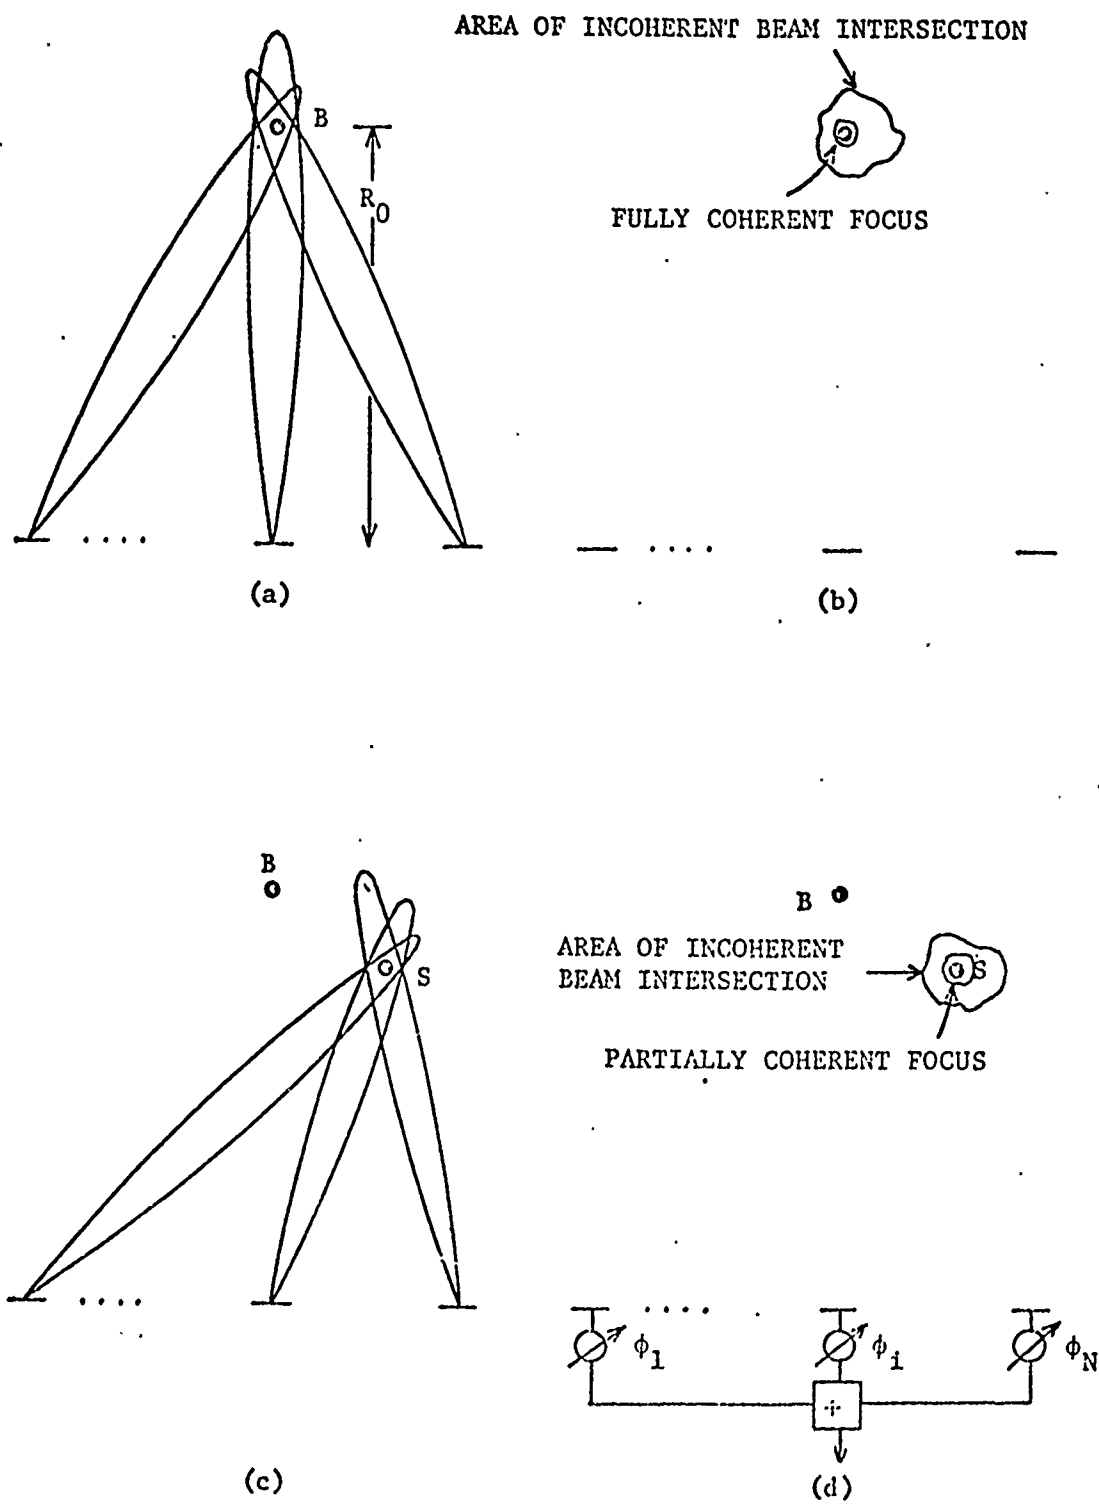 AREA OF INCOHERENT BEAM INTERSECTION
B
R0
FULLY COHERENT FOCUS
....
....
(a)
(b)
B
B
AREA OF INCOHERENT
BEAM INTERSECTION
S
S
PARTIALLY COHERENT FOCUS
....
....
ϕ1
ϕi
ϕN
+
(c)
(d)